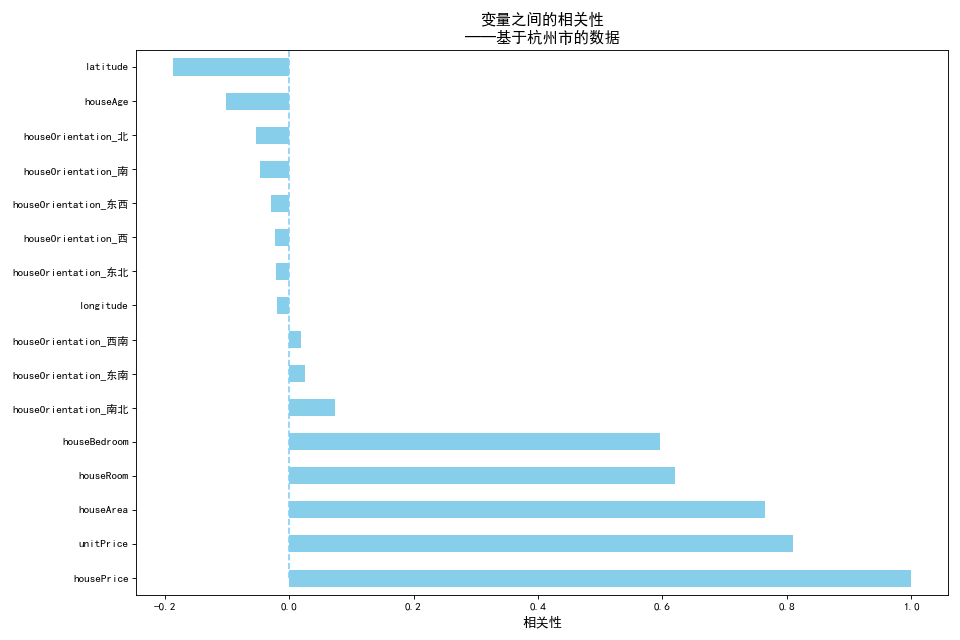 变量之间的相关性
——基于杭州市的数据
latitude
houseAge
houseOrientation_北
houseOrientation_南
houseOrientation_东西
houseOrientation_西
houseOrientation_东北
longitude
houseOrientation_西南
houseOrientation_东南
houseOrientation_南北
houseBedroom
houseRoom
houseArea
unitPrice
housePrice
-0.2 0.0 0.2 0.4 0.6 0.8 1.0
相关性